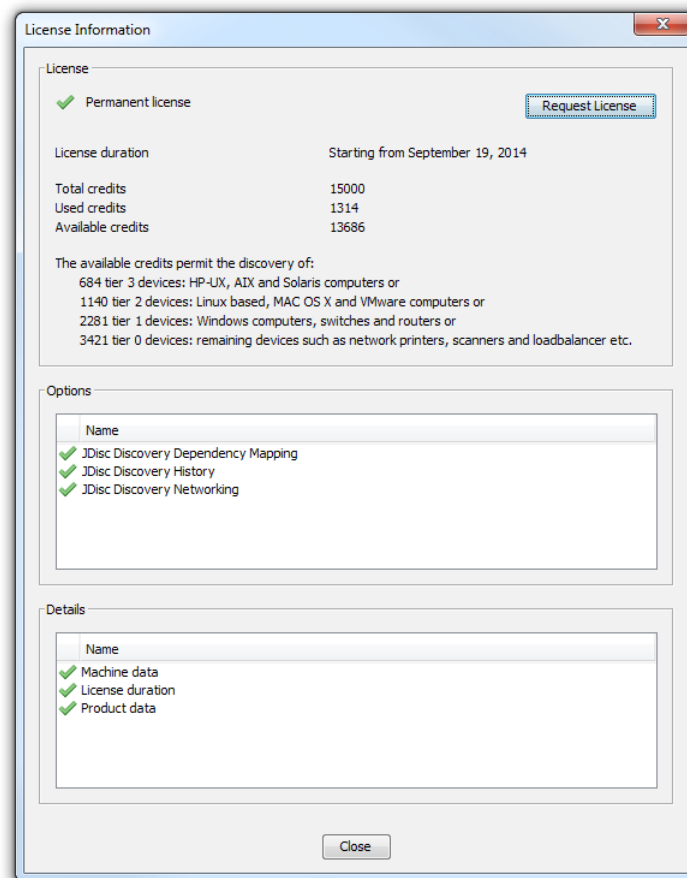 License Information
License
Permanent license
Request License
License duration Starting from September 19, 2014
Total credits 15000
Used credits 1314
Available credits 13686
The available credits permit the discovery of:
684 tier 3 devices: HP-UX, AIX and Solaris computers or
1140 tier 2 devices: Linux based, MAC OS X and VMware computers or
2281 tier 1 devices: Windows computers, switches and routers or
3421 tier 0 devices: remaining devices such as network printers, scanners and loadbalancer etc.
Options
Name
JDisc Discovery Dependency Mapping
JDisc Discovery History
JDisc Discovery Networking
Details
Name
Machine data
License duration
Product data
Close